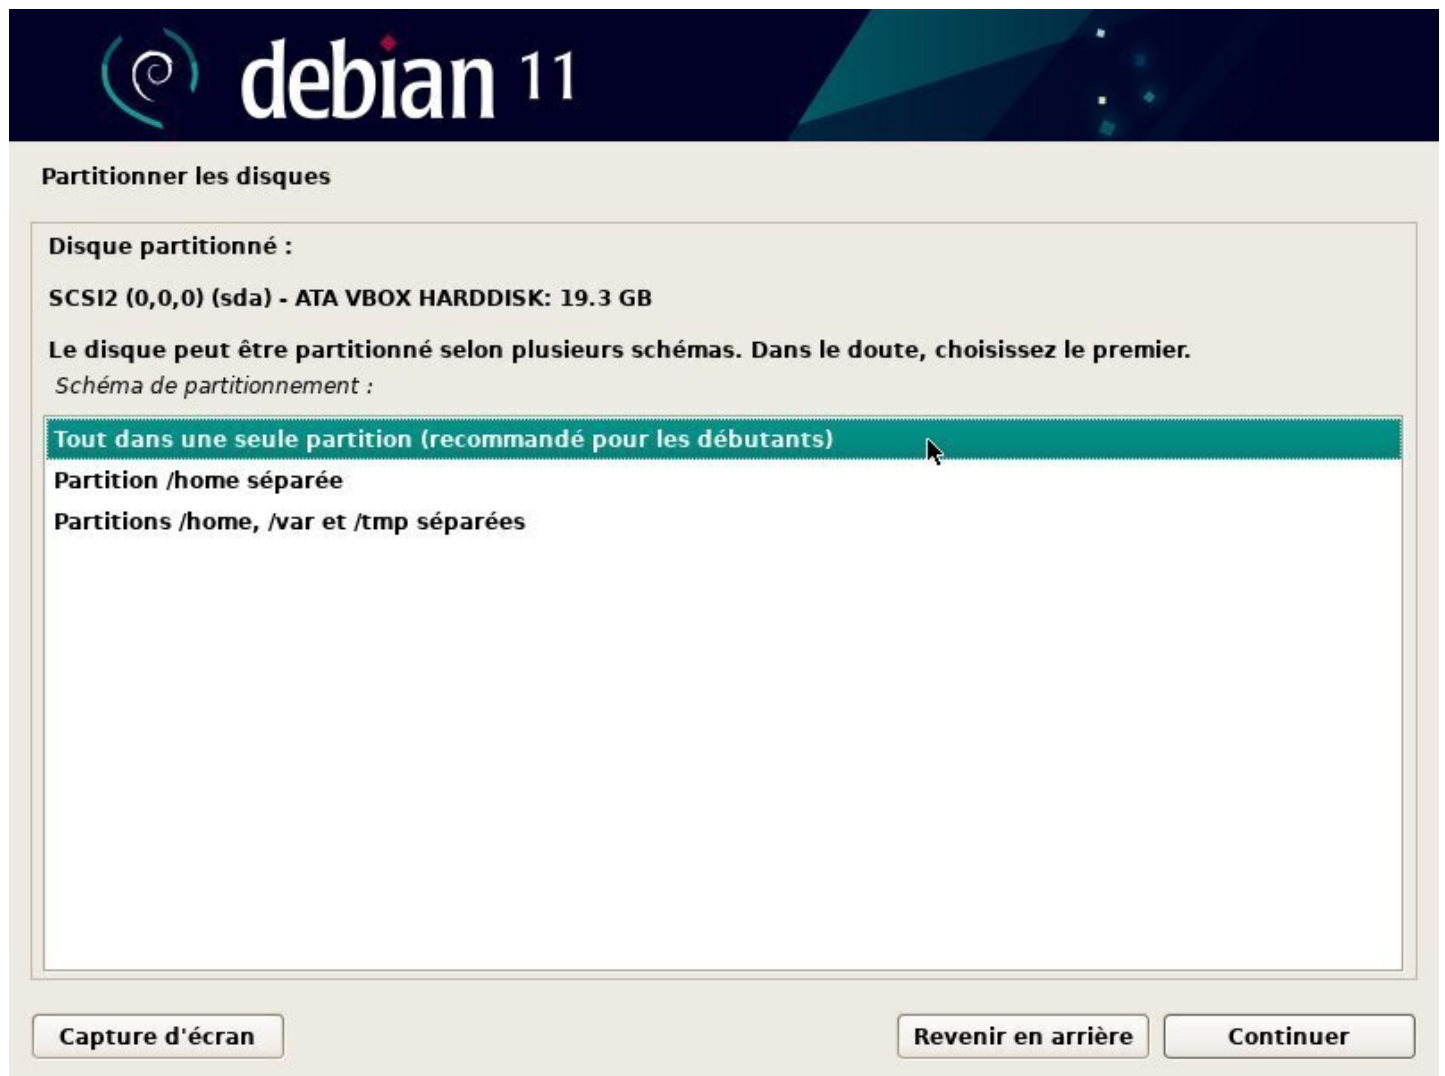 debian 11
Partitionner les disques
Disque partitionné :
SCSI2 (0,0,0) (sda) - ATA VBOX HARDDISK: 19.3 GB
Le disque peut être partitionné selon plusieurs schémas. Dans le doute, choisissez le premier.
Schéma de partitionnement :
Tout dans une seule partition (recommandé pour les débutants)
Partition /home séparée
Partitions /home, /var et /tmp séparées
Capture d'écran
Revenir en arrière
Continuer